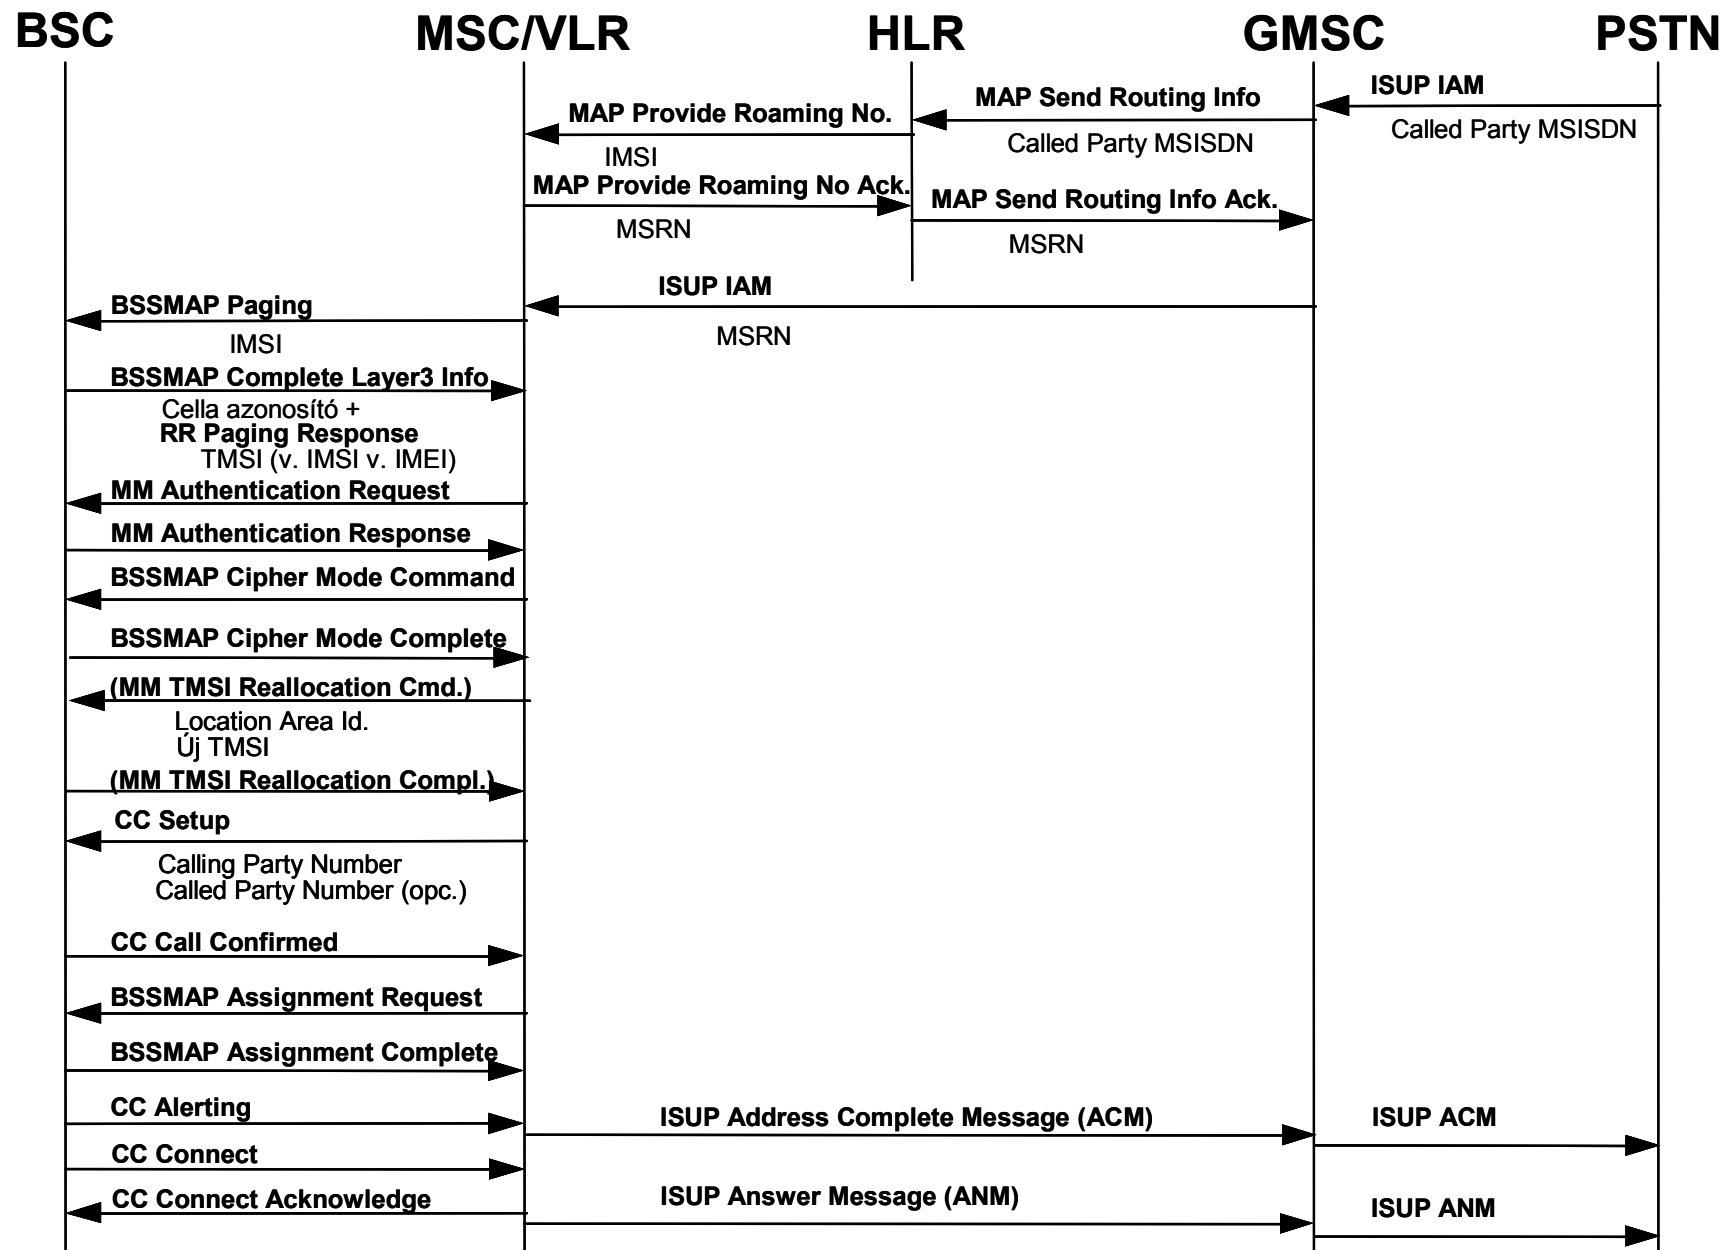 BSC MSC/VLR HLR GMSC PSTN
ISUP IAM
Called Party MSISDN
MAP Send Routing Info
Called Party MSISDN
MAP Provide Roaming No.
IMSI
MAP Provide Roaming No Ack.
MSRN
MAP Send Routing Info Ack.
MSRN
ISUP IAM
MSRN
BSSMAP Paging
IMSI
BSSMAP Complete Layer3 Info
Cella azonosító +
RR Paging Response
TMSI (v. IMSI v. IMEI)
MM Authentication Request
MM Authentication Response
BSSMAP Cipher Mode Command
BSSMAP Cipher Mode Complete
(MM TMSI Reallocation Cmd.)
Location Area Id.
Új TMSI
(MM TMSI Reallocation Compl.)
CC Setup
Calling Party Number
Called Party Number (opc.)
CC Call Confirmed
BSSMAP Assignment Request
BSSMAP Assignment Complete
CC Alerting
ISUP Address Complete Message (ACM)
ISUP ACM
CC Connect
CC Connect Acknowledge
ISUP Answer Message (ANM)
ISUP ANM